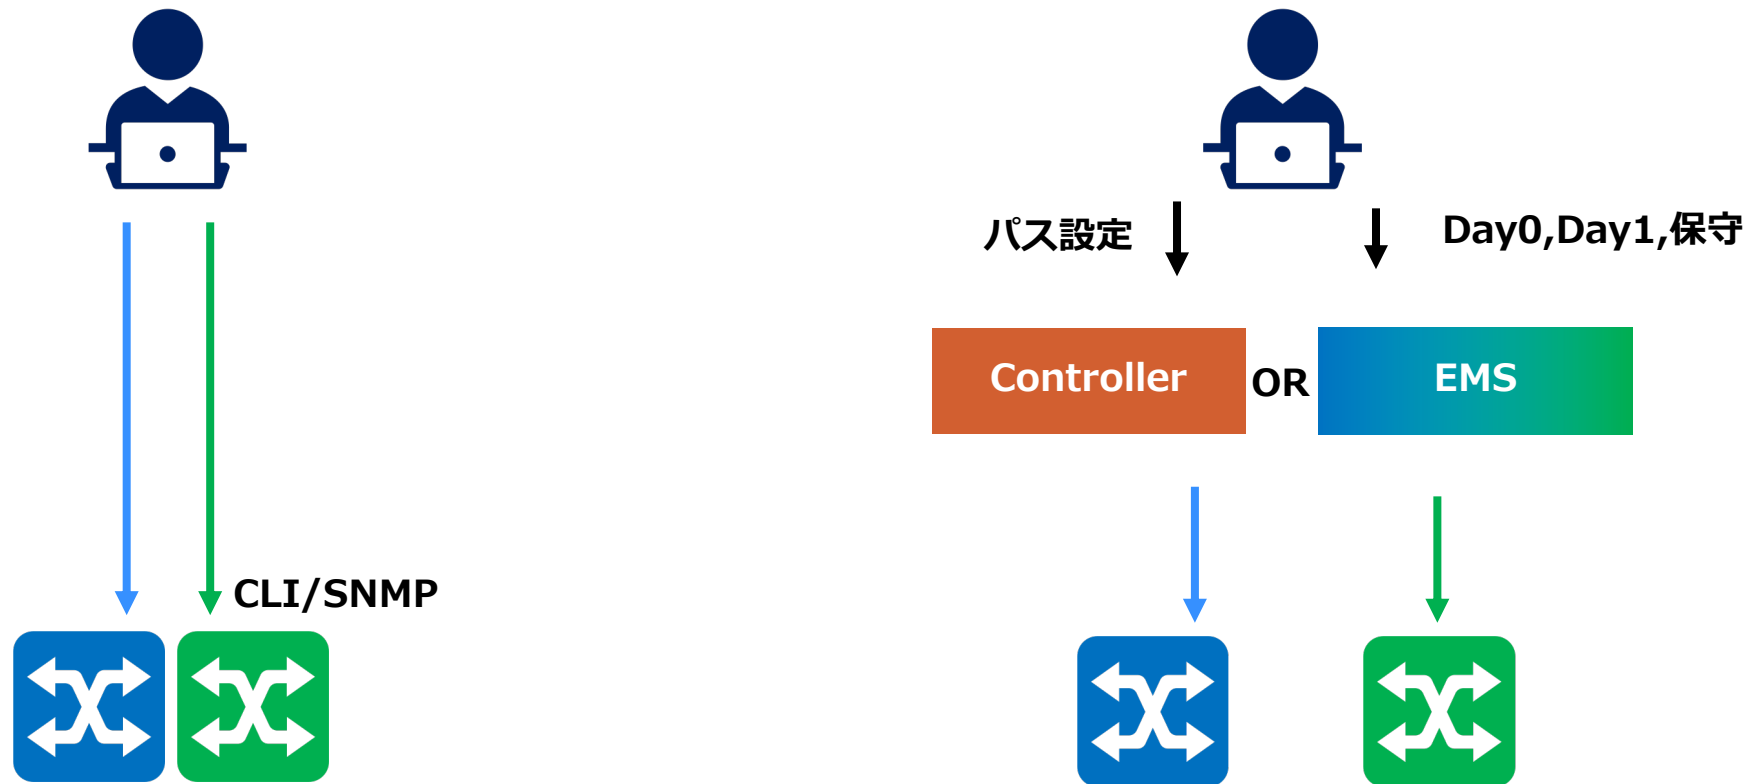 パス設定
Day0,Day1,保守
Controller
OR
EMS
CLI/SNMP